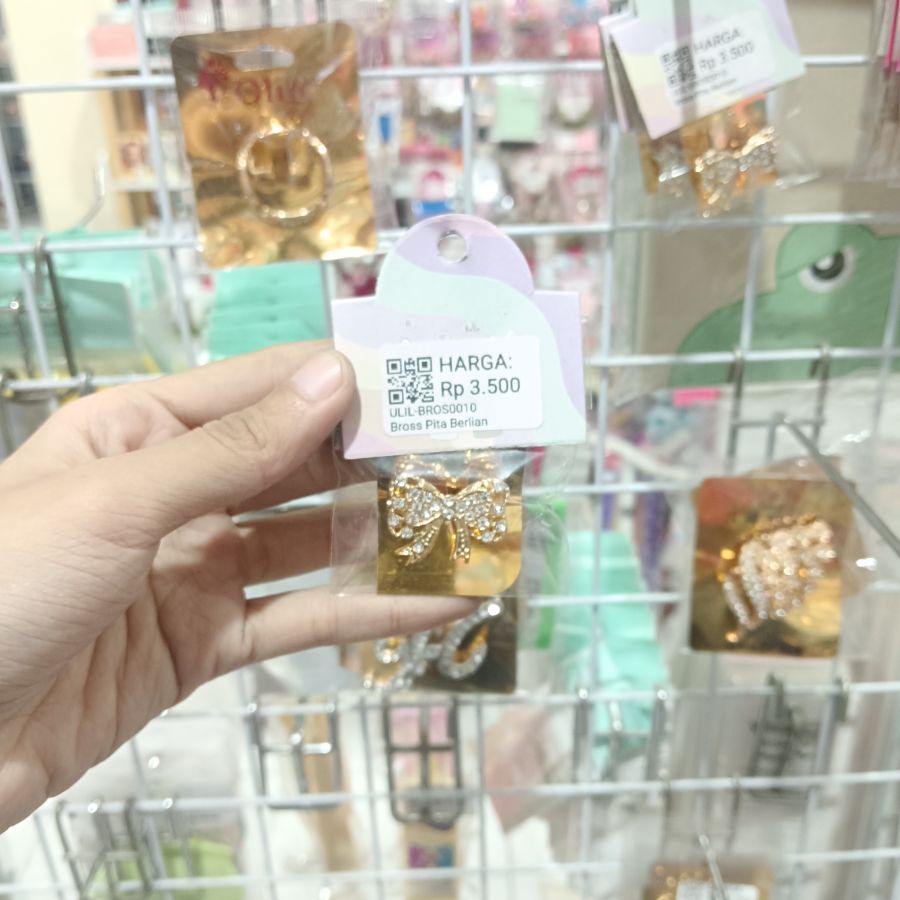 HARGA:
Rp 3.500
HARGA:
Rp 3.500
ULIL-BROS0010
Bross Pita Berlian